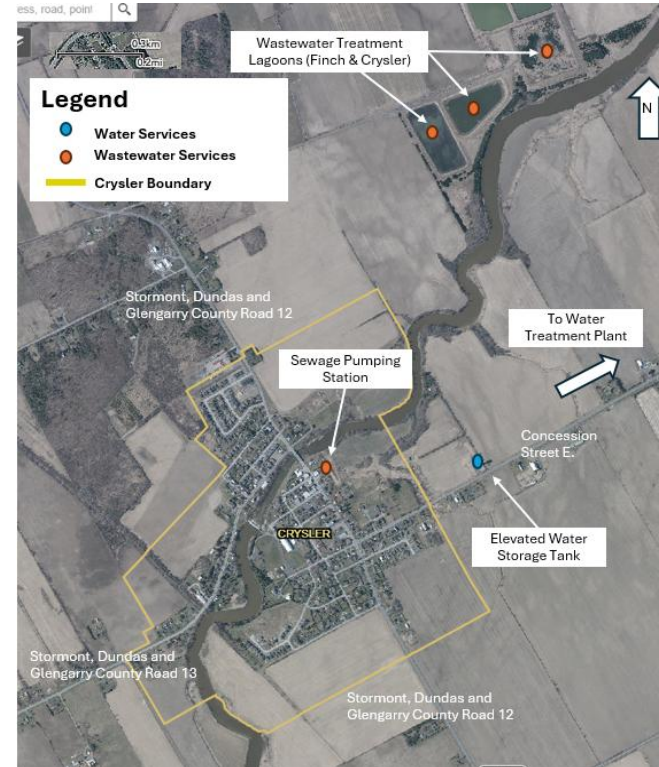 ess, road, point
0.3km
0.2mi
Wastewater Treatment
Lagoons (Finch & Crysler)
N
Legend
Water Services
Wastewater Services
Crysler Boundary
Stormont, Dundas and
Glengarry County Road 12
To Water
Treatment Plant
Sewage Pumping
Station
Concession
Street E.
CRYSLER
Elevated Water
Storage Tank
Stormont, Dundas and
Glengarry County Road 13
Stormont, Dundas and
Glengarry County Road 12